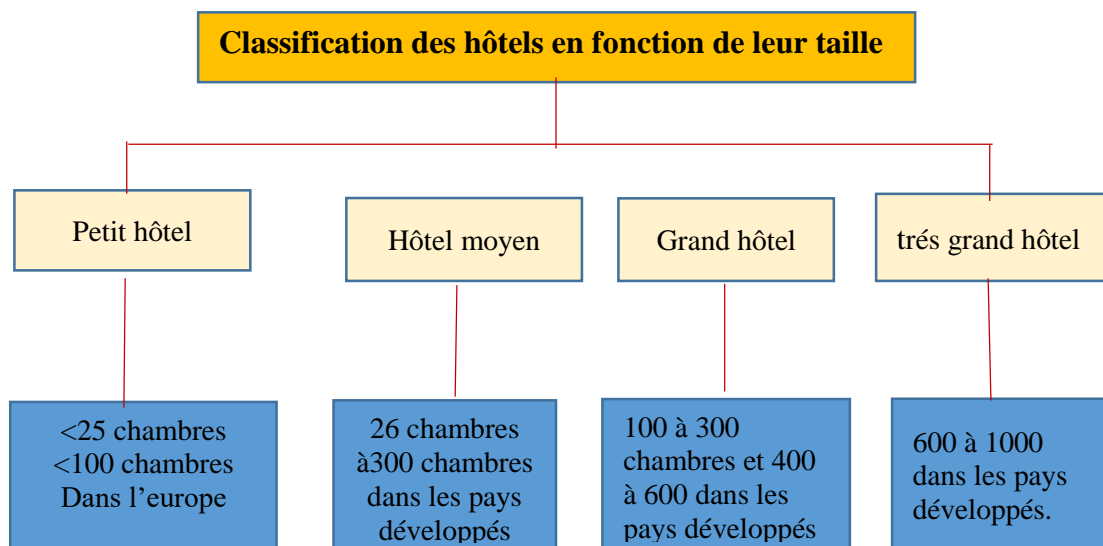 Classification des hôtels en fonction de leur taille
Petit hôtel
Hôtel moyen
Grand hôtel
trés grand hôtel
<25 chambres
<100 chambres
Dans l’europe
26 chambres
à300 chambres
dans les pays
développés
100 à 300
chambres et 400
à 600 dans les
pays développés
600 à 1000
dans les pays
développés.